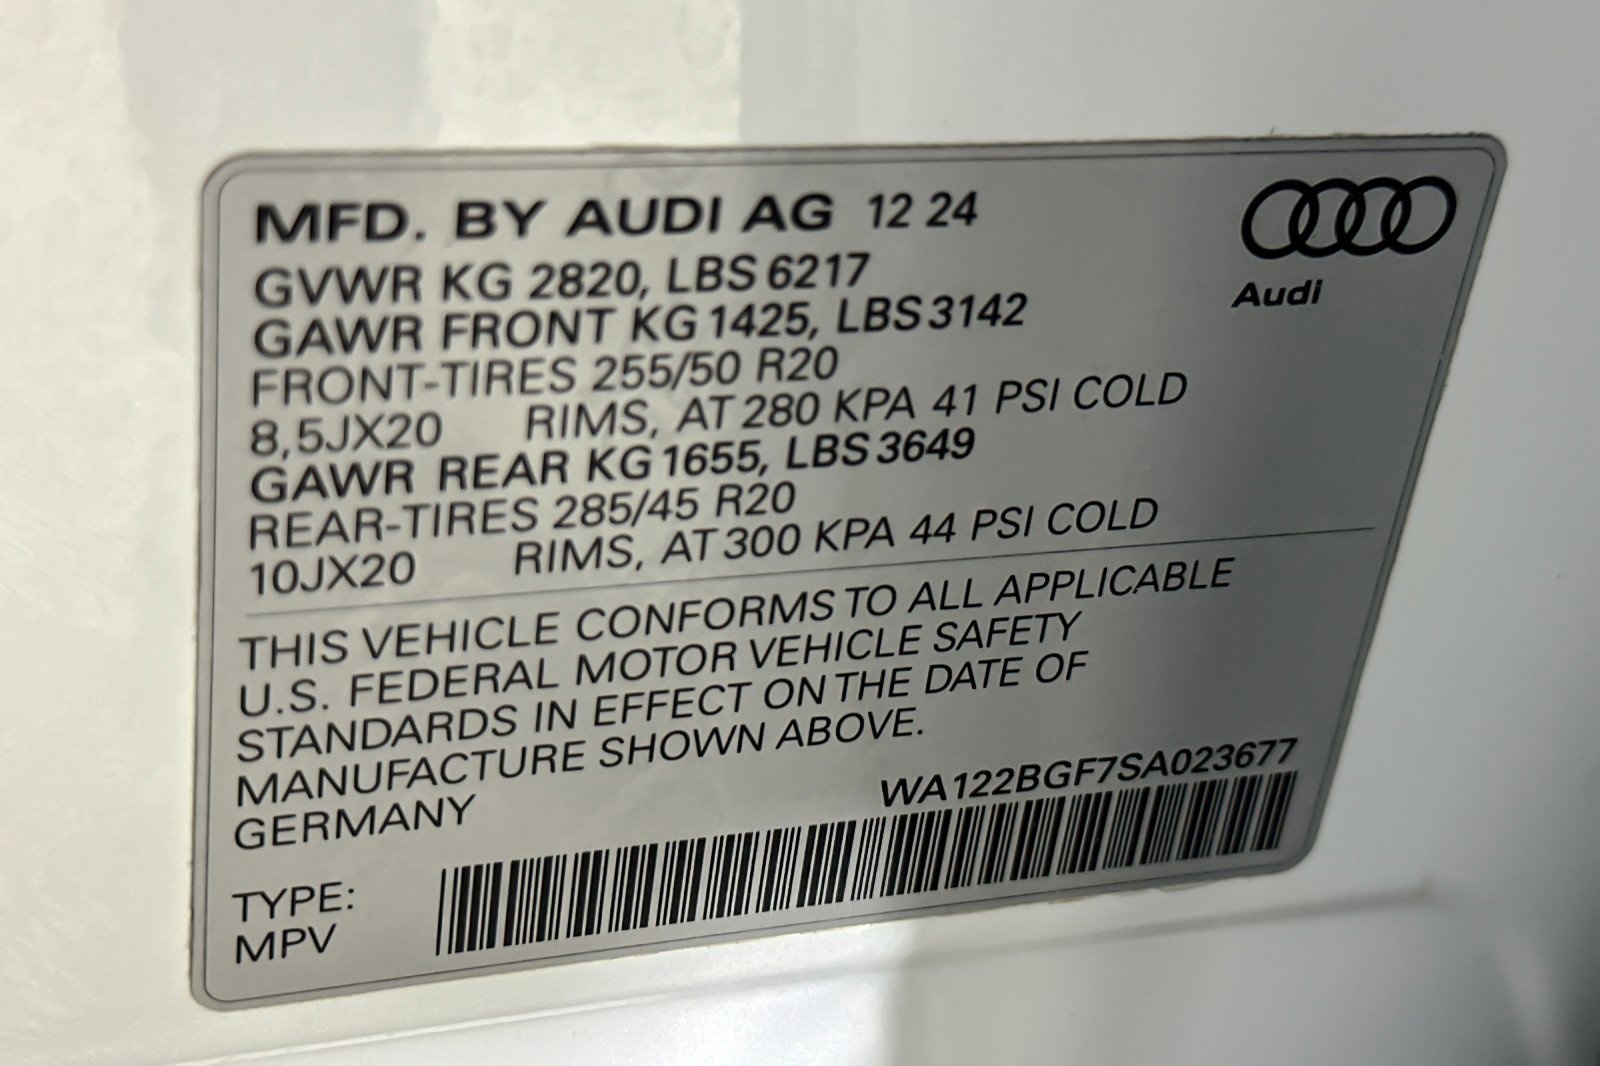 MFD. BY AUDI AG 12 24
Audi
GVWR KG 2820, LBS 6217
GAWR FRONT KG 1425, LBS 3142
FRONT-TIRES 255/50 R20
8,5JX20 RIMS, AT 280 KPA 41 PSI COLD
GAWR REAR KG 1655, LBS 3649
REAR-TIRES 285/45 R20
10JX20 RIMS, AT 300 KPA 44 PSI COLD
THIS VEHICLE CONFORMS TO ALL APPLICABLE
U.S. FEDERAL MOTOR VEHICLE SAFETY
STANDARDS IN EFFECT ON THE DATE OF
MANUFACTURE SHOWN ABOVE.
GERMANY
WA122BGF7SA023677
TYPE:
MPV